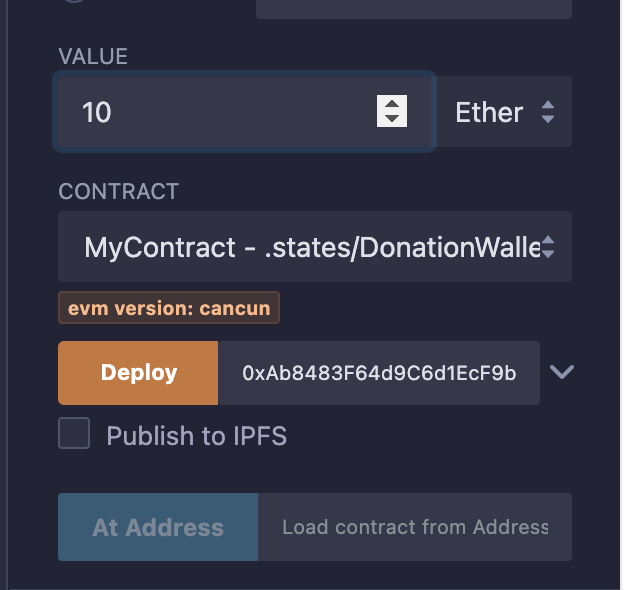 VALUE
10
Ether
CONTRACT
MyContract - .states/DonationWalle
evm version: cancun
Deploy
0xAb8483F64d9C6d1EcF9b
Publish to IPFS
At Address
Load contract from Address